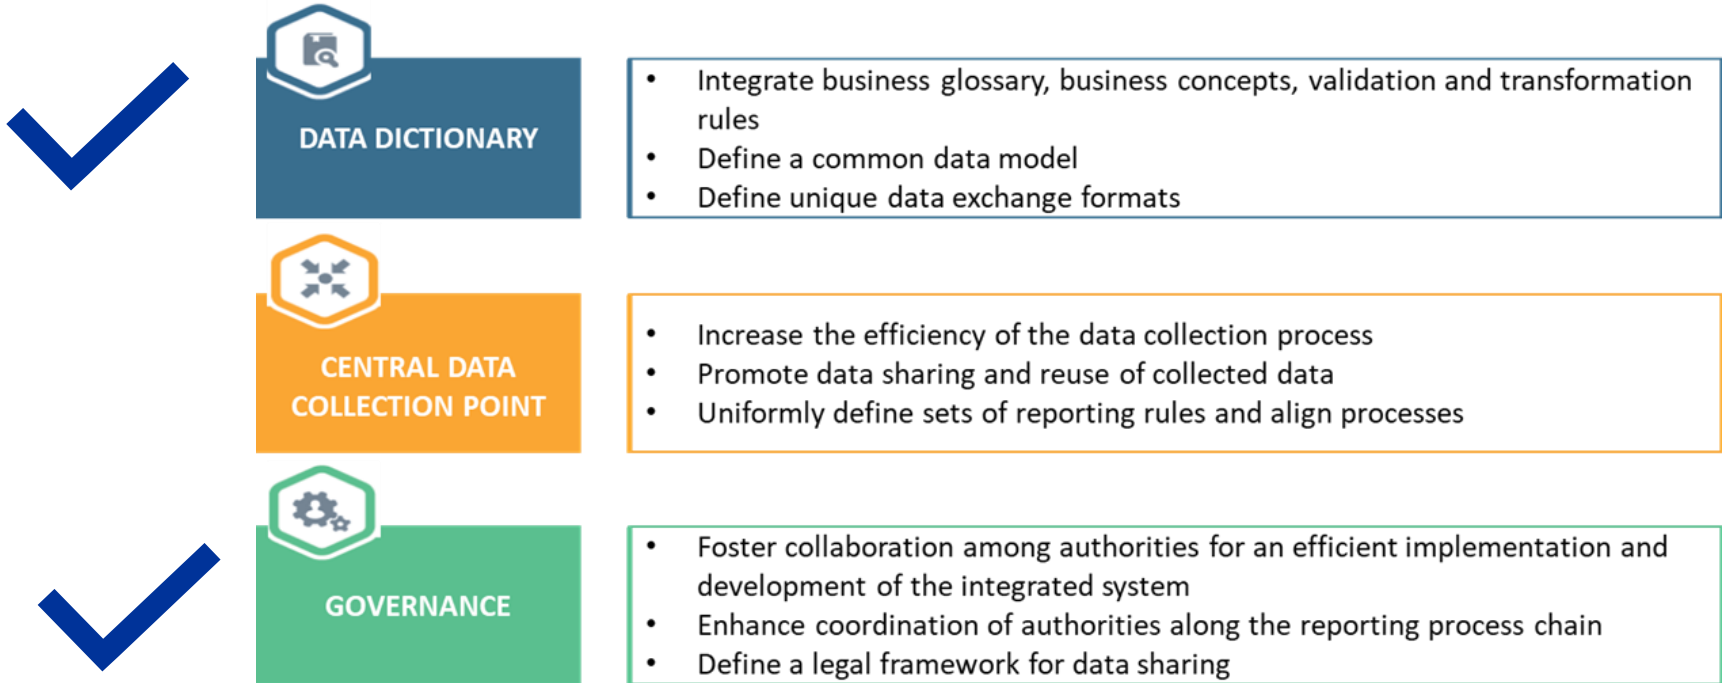 DATA DICTIONARY
• Integrate business glossary, business concepts, validation and transformation
rules
• Define a common data model
• Define unique data exchange formats
CENTRAL DATA
COLLECTION POINT
• Increase the efficiency of the data collection process
• Promote data sharing and reuse of collected data
• Uniformly define sets of reporting rules and align processes
GOVERNANCE
• Foster collaboration among authorities for an efficient implementation and
development of the integrated system
• Enhance coordination of authorities along the reporting process chain
• Define a legal framework for data sharing